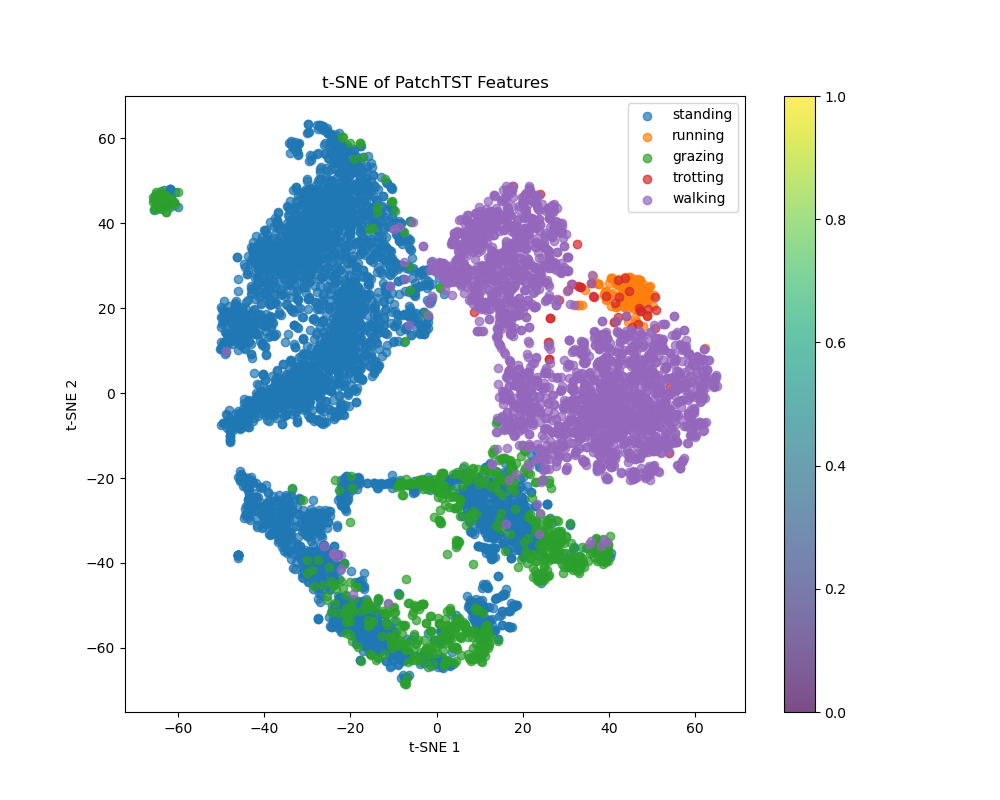 t-SNE of PatchTST Features
standing
running
grazing
trotting
walking
60
40
20
0
−20
−40
−60
t-SNE 2
−60
−40
−20
0
20
40
60
t-SNE 1
1.0
0.8
0.6
0.4
0.2
0.0